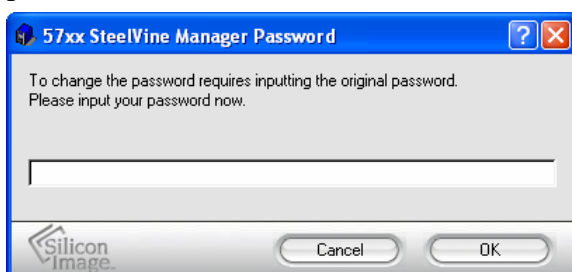 57xx SteelVine Manager Password
To change the password requires inputting the original password.
Please input your password now.
Silicon
Image.
Cancel
OK